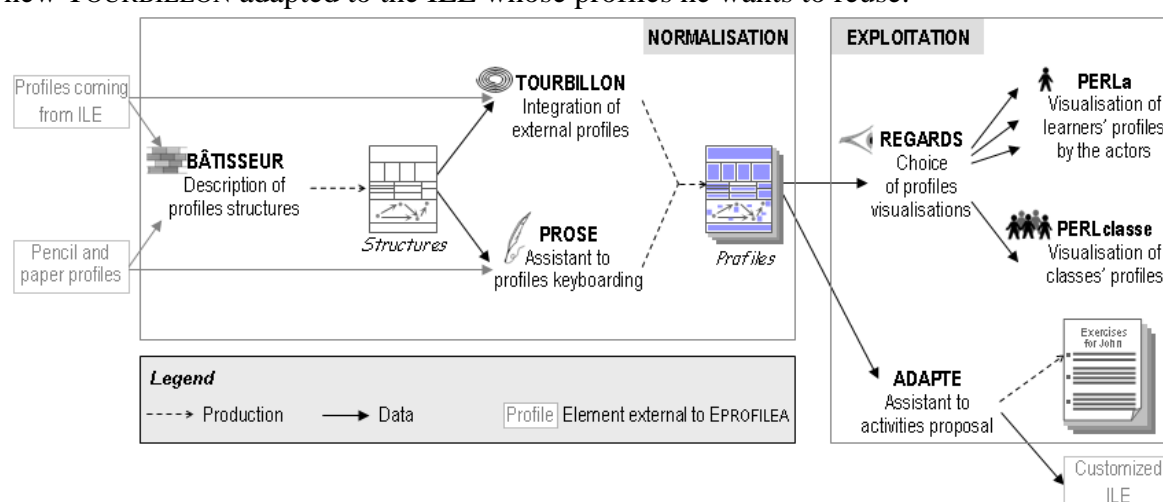 new TOURBILLON adapted to the ILE whose profiles he wants to reuse.
NORMALISATION
Profiles coming
from ILE
TOURBILLON
Integration of
external profiles
BÂTISSEUR
Description of
profiles structures
Structures
Pencil and
paper profiles
PROSE
Assistant to
profiles keyboarding
Profiles
EXPLOITATION
PERLa
Visualisation of
learners' profiles
by the actors
REGARDS
Choice
of profiles
visualisations
PERLclasse
Visualisation of
classes' profiles
Exercises
for John
ADAPTE
Assistant to
activities proposal
Customized
ILE
Legend
Production
Data
Profile
Element external to EPROFILEA